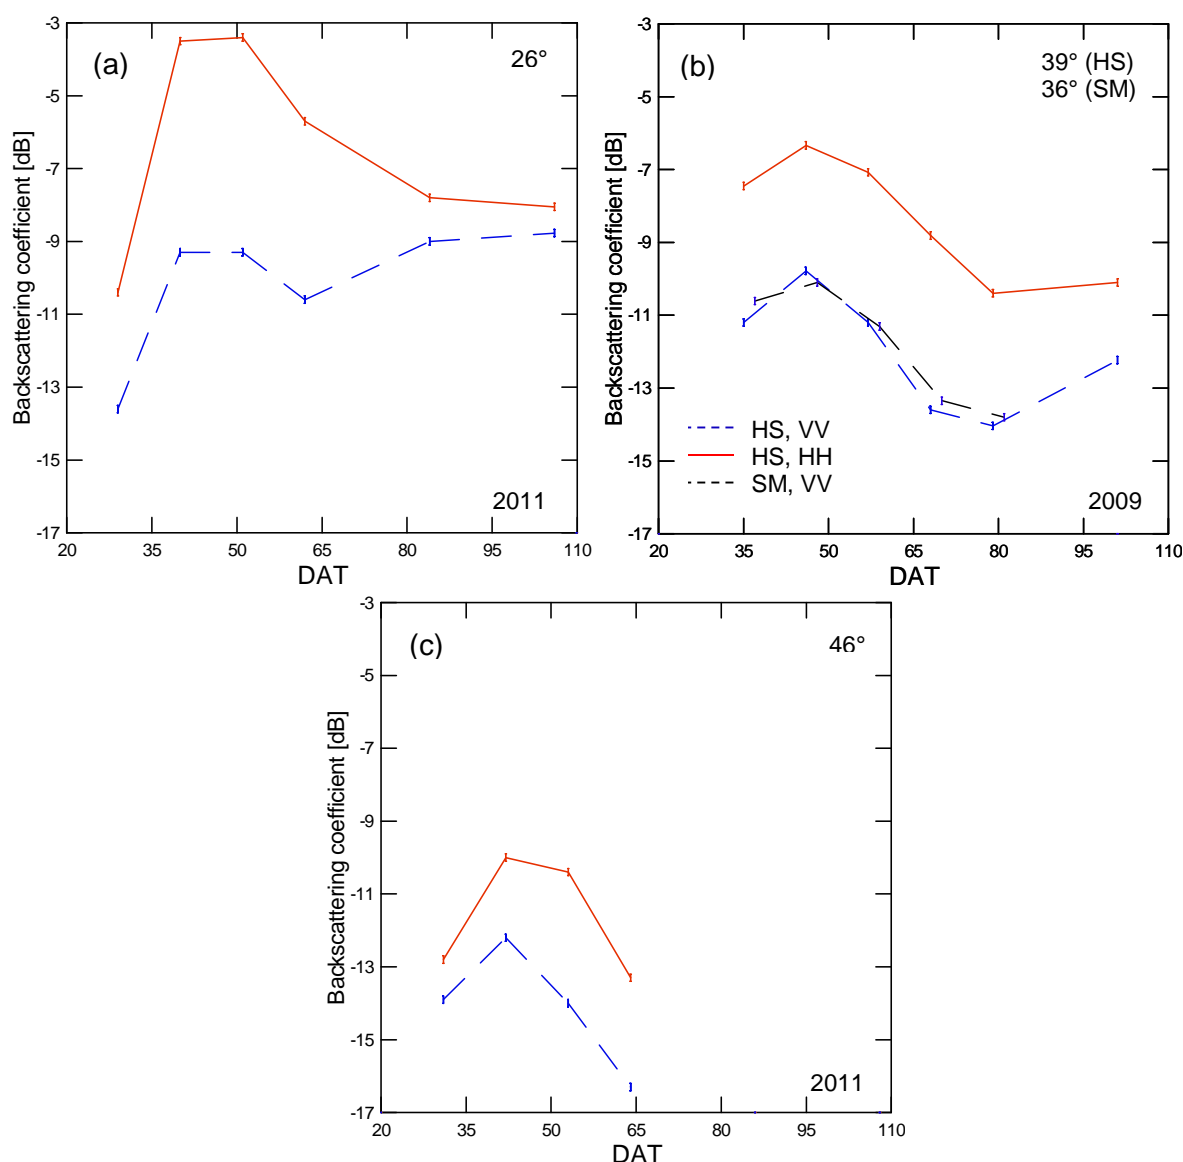 (a)
26°
Backscattering coefficient [dB]
-3
-5
-7
-9
-11
-13
-15
-17
2011
20 35 50 65 80 95 110
DAT
(b)
39° (HS)
36° (SM)
Backscattering coefficient [dB]
-3
-5
-7
-9
-11
-13
-15
-17
HS, VV
HS, HH
SM, VV
2009
20 35 50 65 80 95 110
DAT
(c)
46°
Backscattering coefficient [dB]
-3
-5
-7
-9
-11
-13
-15
-17
2011
20 35 50 65 80 95 110
DAT